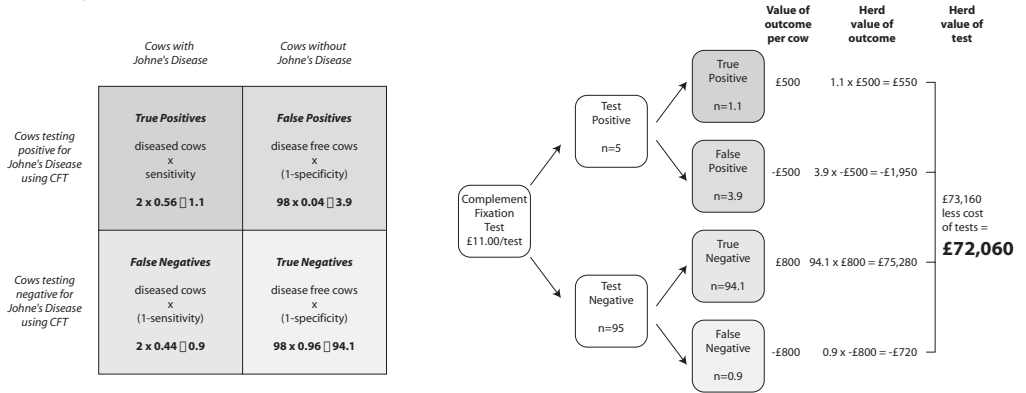 Cows with
Johne's Disease
Cows without
Johne's Disease
Cows testing
positive for
Johne's Disease
using CFT
True Positives
diseased cows
x
sensitivity
2 x 0.56 ▯ 1.1
False Positives
disease free cows
x
(1-specificity)
98 x 0.04 ▯ 3.9
Cows testing
negative for
Johne's Disease
using CFT
False Negatives
diseased cows
x
(1-sensitivity)
2 x 0.44 ▯ 0.9
True Negatives
disease free cows
x
(1-specificity)
98 x 0.96 ▯ 94.1
Complement
Fixation
Test
£11.00/test
Test
Positive
n=5
Test
Negative
n=95
Value of
outcome
per cow
Herd
value of
outcome
Herd
value of
test
True
Positive
n=1.1
£500
1.1 x £500 = £550
False
Positive
n=3.9
-£500
3.9 x -£500 = -£1,950
True
Negative
n=94.1
£800
94.1 x £800 = £75,280
False
Negative
n=0.9
-£800
0.9 x -£800 = -£720
£73,160
less cost
of tests =
£72,060